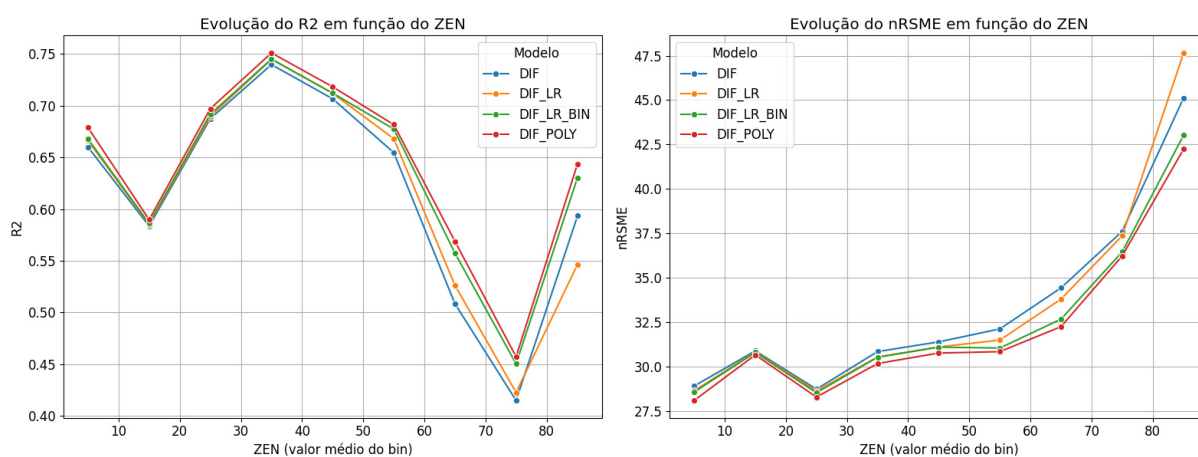 Evolução do R2 em função do ZEN
0.75
0.70
0.65
0.60
0.55
0.50
0.45
0.40
R2
10 20 30 40 50 60 70 80
ZEN (valor médio do bin)
Modelo
DIF
DIF_LR
DIF_LR_BIN
DIF_POLY
Evolução do nRSME em função do ZEN
47.5
45.0
42.5
40.0
37.5
35.0
32.5
30.0
27.5
nRSME
10 20 30 40 50 60 70 80
ZEN (valor médio do bin)
Modelo
DIF
DIF_LR
DIF_LR_BIN
DIF_POLY